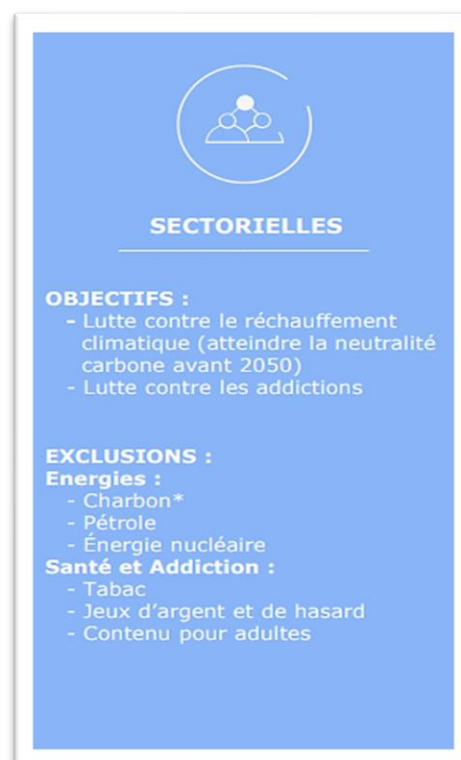 SECTORIELLES
OBJECTIFS :
- Lutte contre le réchauffement
climatique (atteindre la neutralité
carbone avant 2050)
- Lutte contre les addictions
EXCLUSIONS :
Energies :
- Charbon*
- Pétrole
- Énergie nucléaire
Santé et Addiction :
- Tabac
- Jeux d'argent et de hasard
- Contenu pour adultes